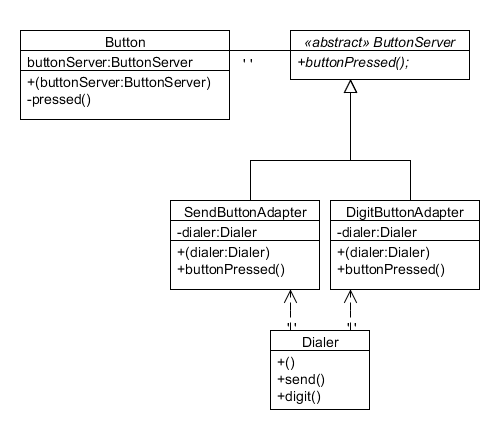 Button
buttonServer:ButtonServer
+(buttonServer:ButtonServer)
-pressed()
' '
«abstract» ButtonServer
+buttonPressed();
SendButtonAdapter
-dialer:Dialer
+(dialer:Dialer)
+buttonPressed()
DigitButtonAdapter
-dialer:Dialer
+(dialer:Dialer)
+buttonPressed()
' '
' '
Dialer
+()
+send()
+digit()